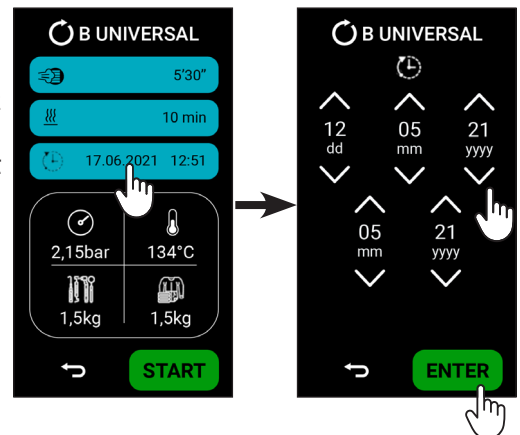 B UNIVERSAL
5'30"
10 min
17.06.2021 12:51
2,15bar 134°C
1,5kg 1,5kg
START
B UNIVERSAL
12 05 21
dd mm yyyy
05 21
mm yyyy
ENTER